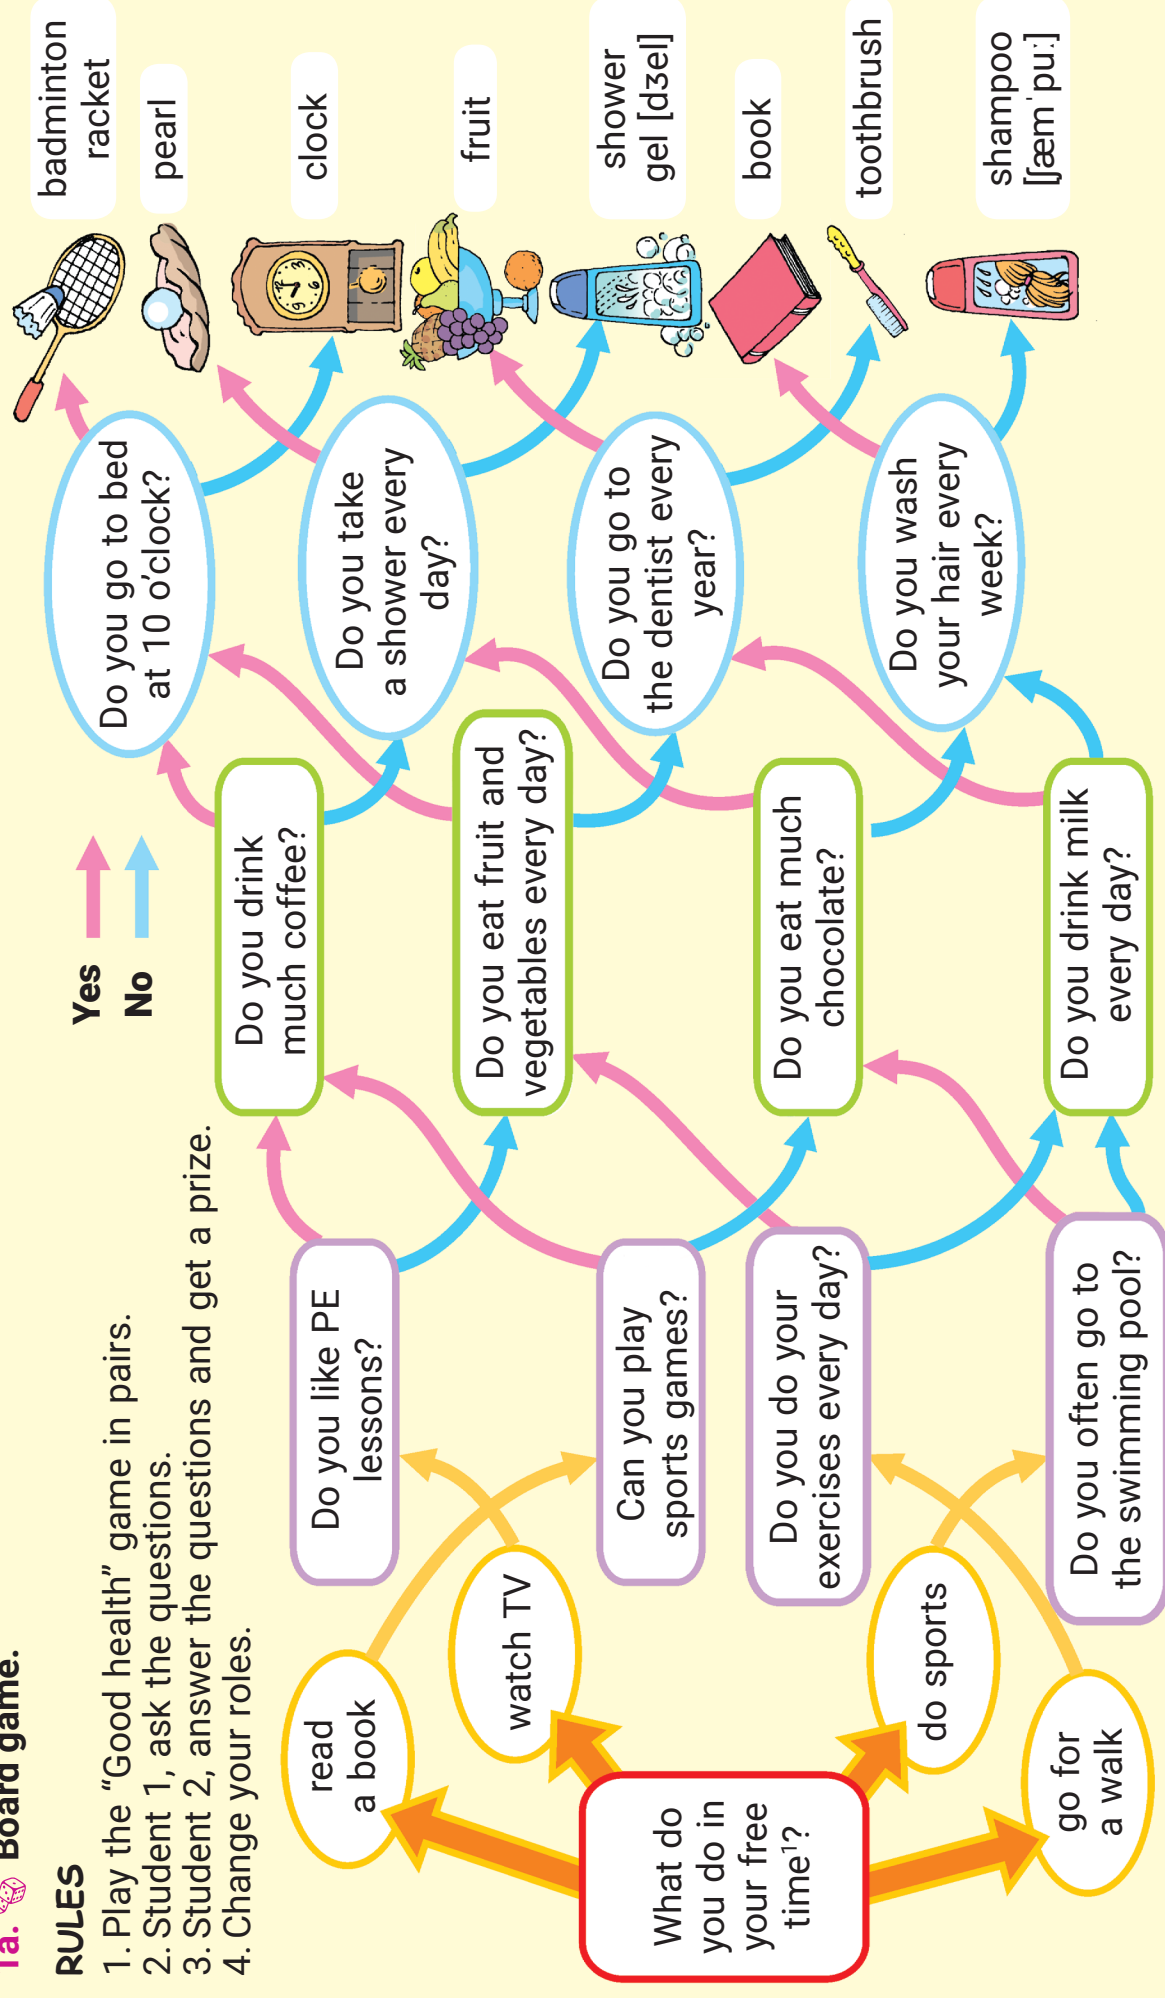 1a. Board game.
RULES
1. Play the “Good health” game in pairs.
2. Student 1, ask the questions.
3. Student 2, answer the questions and get a prize.
4. Change your roles.
Yes
No
What do
you do in
your free
time¹?
read
a book
watch TV
do sports
go for
a walk
Do you like PE
lessons?
Can you play
sports games?
Do you do your
exercises every day?
Do you often go to
the swimming pool?
Do you drink
much coffee?
Do you eat fruit and
vegetables every day?
Do you eat much
chocolate?
Do you drink milk
every day?
Do you go to bed
at 10 o’clock?
Do you take
a shower every
day?
Do you go to
the dentist every
year?
Do you wash
your hair every
week?
badminton
racket
pearl
clock
fruit
shower
gel [dʒel]
book
toothbrush
shampoo
[ʃæmˈpuː]